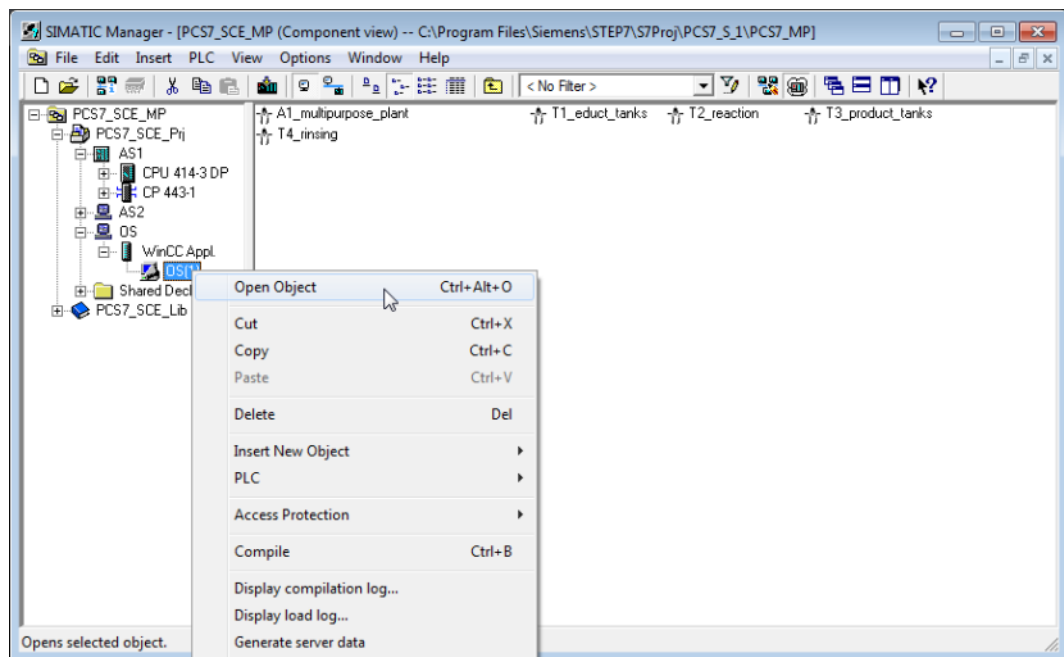 SIMATIC Manager - [PCS7_SCE_MP (Component view) -- C:\Program Files\Siemens\STEP7\S7Proj\PCS7_S_1\PCS7_MP]
File Edit Insert PLC View Options Window Help
< No Filter >
PCS7_SCE_MP
PCS7_SCE_Prj
AS1
CPU 414-3 DP
CP 443-1
AS2
OS
WinCC Appl.
OS(1)
Shared Decl
PCS7_SCE_Lib
A1_multipurpose_plant T1_educt_tanks T2_reaction T3_product_tanks
T4_rinsing
Open Object Ctrl+Alt+O
Cut Ctrl+X
Copy Ctrl+C
Paste Ctrl+V
Delete Del
Insert New Object
PLC
Access Protection
Compile Ctrl+B
Display compilation log...
Display load log...
Generate server data
Opens selected object.